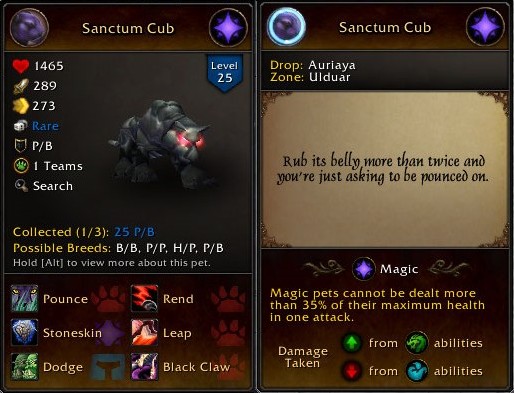 Sanctum Cub
1465
289
273
Rare
P/B
1 Teams
Search
Level
25
Collected (1/3): 25 P/B
Possible Breeds: B/B, P/P, H/P, P/B
Hold [Alt] to view more about this pet.
Pounce
Rend
Stoneskin
Leap
Dodge
Black Claw
Sanctum Cub
Drop: Auriaya
Zone: Ulduar
Rub its belly more than twice and
you're just asking to be pounced on.
Magic
Magic pets cannot be dealt more
than 35% of their maximum health
in one attack.
Damage
Taken
from abilities
from abilities